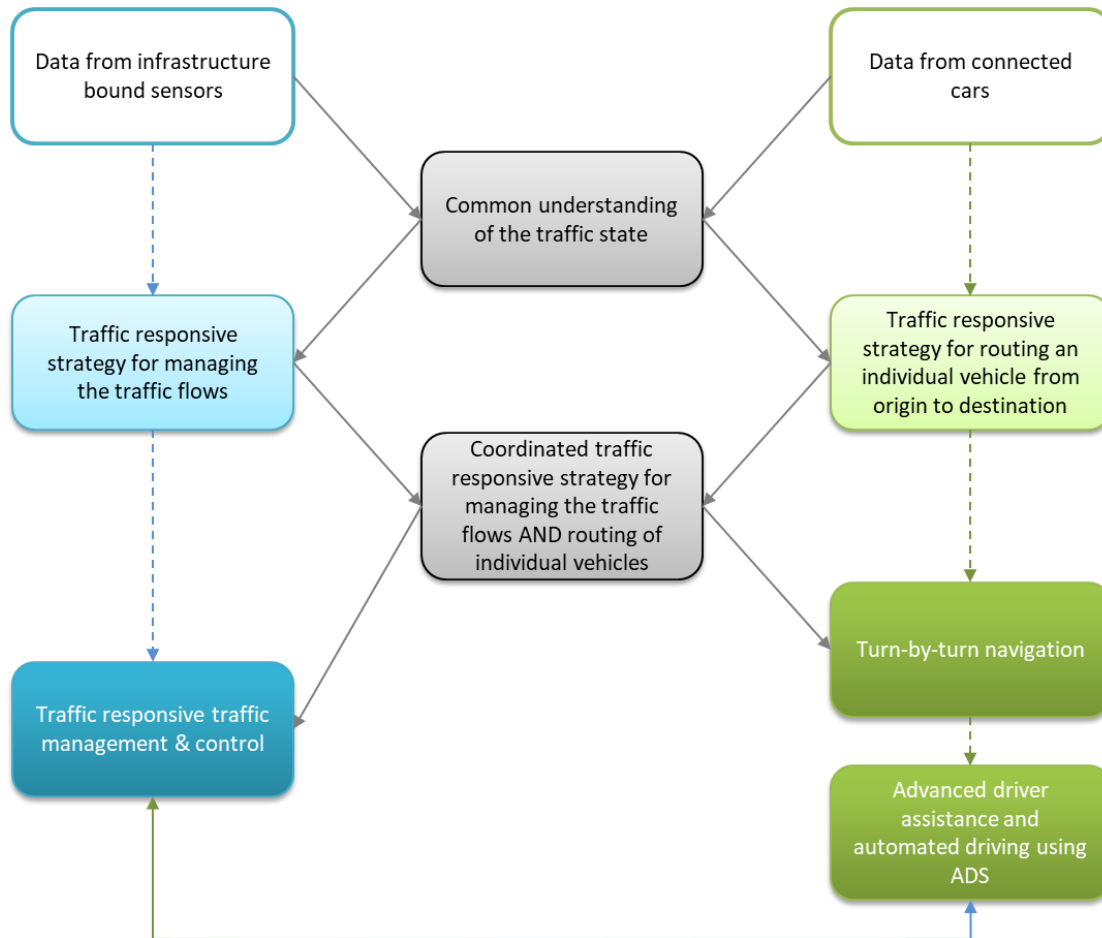 Data from infrastructure
bound sensors
Data from connected
cars
Common understanding
of the traffic state
Traffic responsive
strategy for managing
the traffic flows
Traffic responsive
strategy for routing an
individual vehicle from
origin to destination
Coordinated traffic
responsive strategy for
managing the traffic
flows AND routing of
individual vehicles
Turn-by-turn navigation
Traffic responsive traffic
management & control
Advanced driver
assistance and
automated driving using
ADS